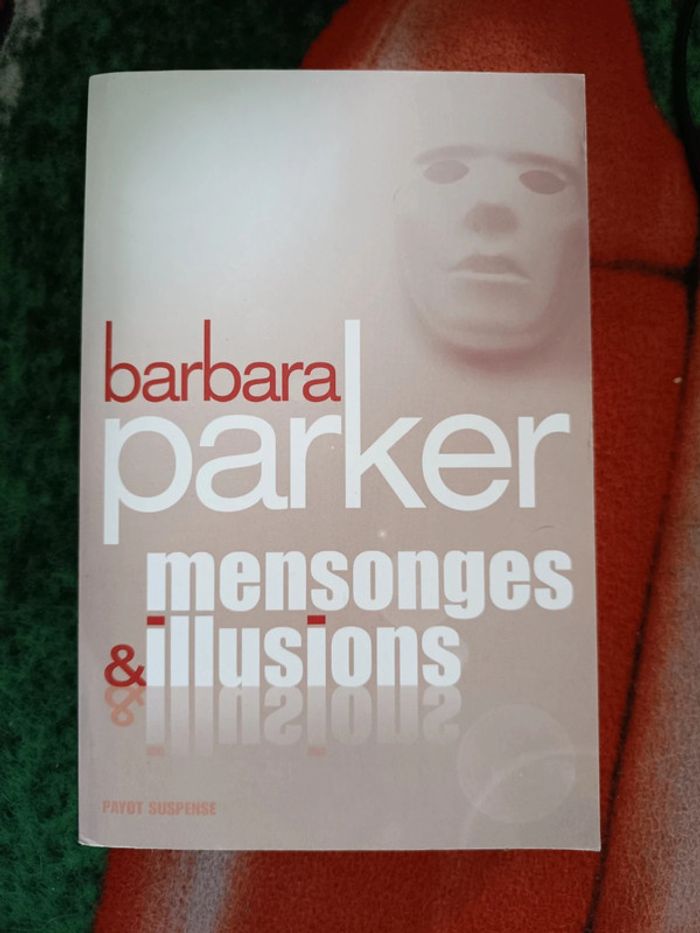 barbara
parker
mensonges
& illusions
PAYOT SUSPENSE